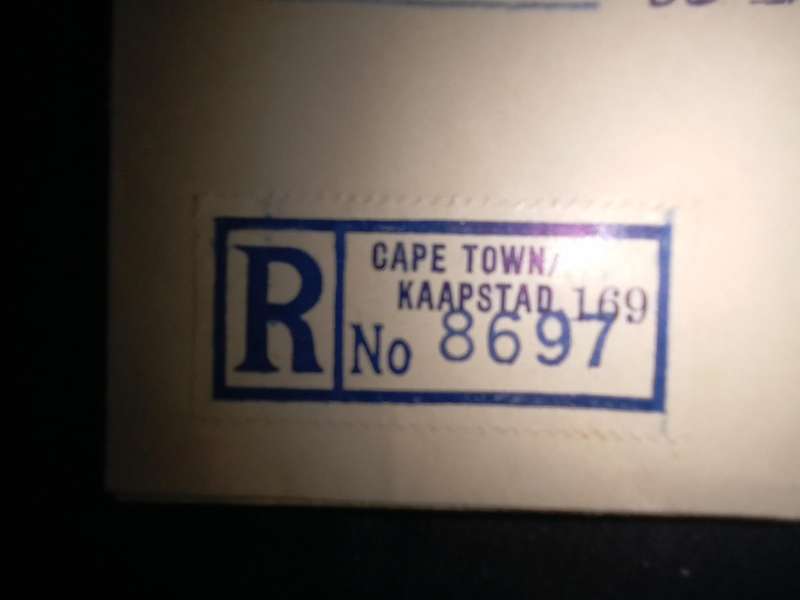 R
CAPE TOWN/
KAAPSTAD 169
No 8697